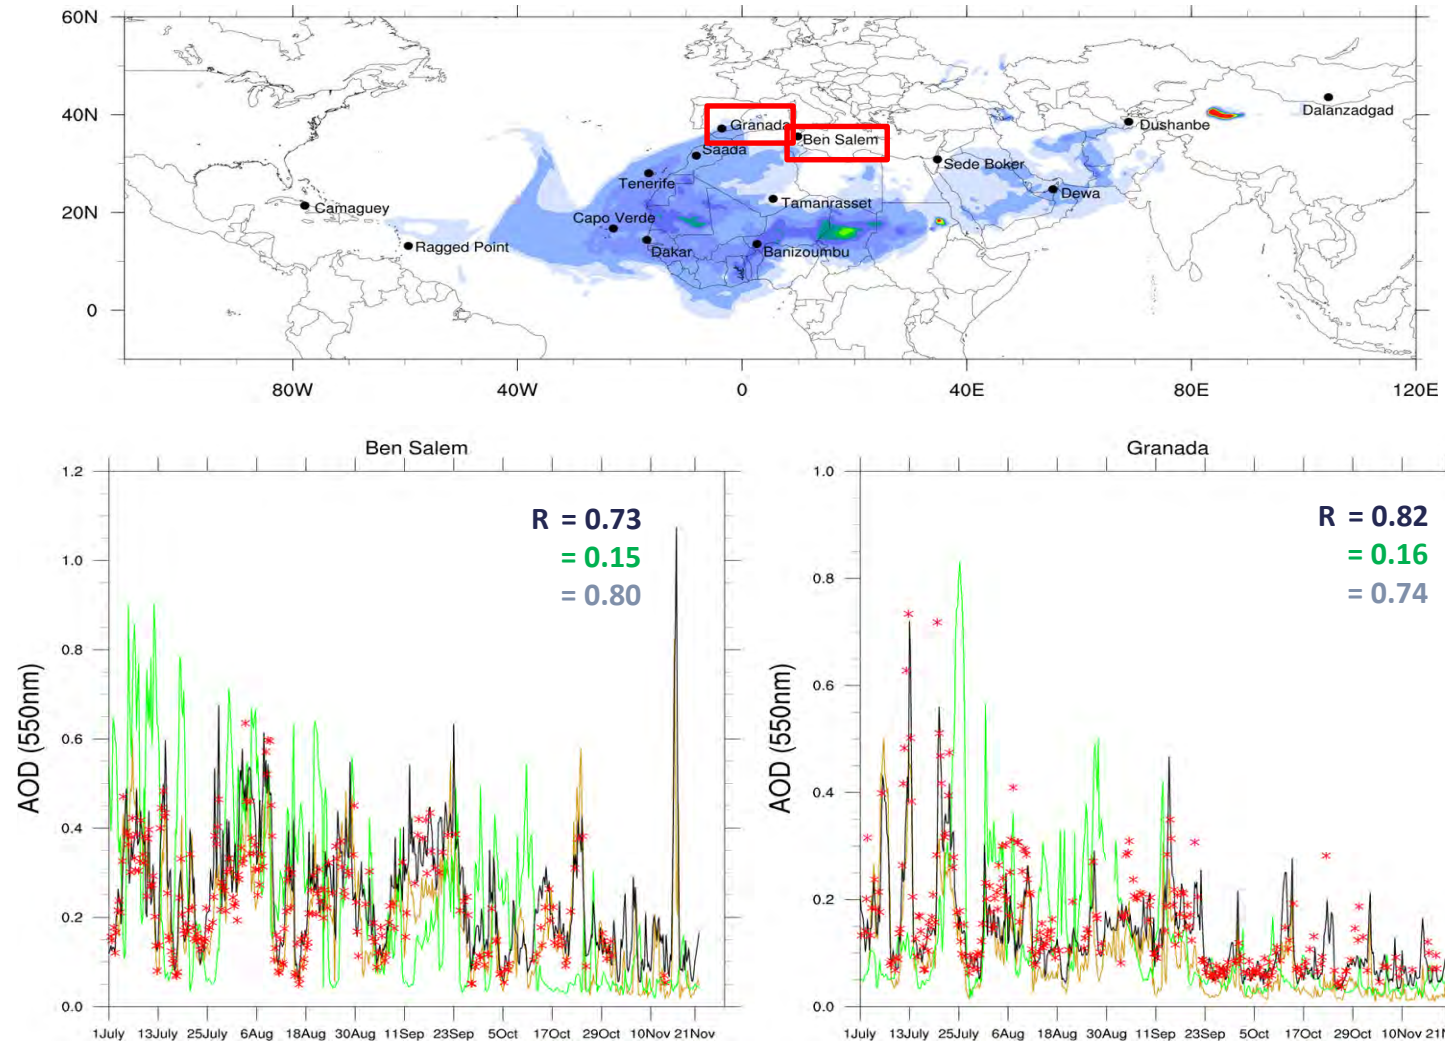 60N
40N
20N
0
80W
40W
0
40E
80E
120E
Granada
Ben Salem
Saada
Tenerife
Capo Verde
Dakar
Tamanrasset
Banizoumbu
Camaguey
Ragged Point
Sede Boker
Dewa
Dushanbe
Dalanzadgad
Ben Salem
R = 0.73
= 0.15
= 0.80
AOD (550nm)
1.2
1.0
0.8
0.6
0.4
0.2
0.0
1July 13July 25July 6Aug 18Aug 30Aug 11Sep 23Sep 5Oct 17Oct 29Oct 10Nov 21Nov
Granada
R = 0.82
= 0.16
= 0.74
AOD (550nm)
1.0
0.8
0.6
0.4
0.2
0.0
1July 13July 25July 6Aug 18Aug 30Aug 11Sep 23Sep 5Oct 17Oct 29Oct 10Nov 21N